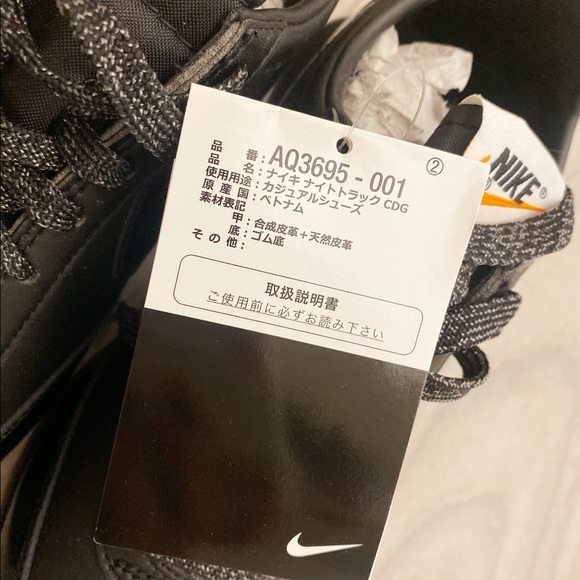 ②
品番：AQ3695-001
品名：ナイキ ナイトトラック CDG
使用用途：カジュアルシューズ
原産国：ベトナム
素材表記
甲：合成皮革＋天然皮革
底：ゴム底
その他：
取扱説明書
ご使用前に必ずお読み下さい
NIKE®
®